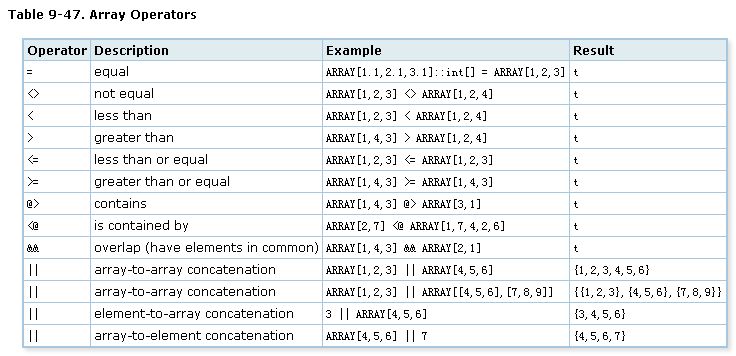 Table 9-47. Array Operators
Operator Description Example Result
= equal ARRAY[1.1,2.1,3.1]::int[] = ARRAY[1,2,3] t
<> not equal ARRAY[1,2,3] <> ARRAY[1,2,4] t
< less than ARRAY[1,2,3] < ARRAY[1,2,4] t
> greater than ARRAY[1,4,3] > ARRAY[1,2,4] t
<= less than or equal ARRAY[1,2,3] <= ARRAY[1,2,3] t
>= greater than or equal ARRAY[1,4,3] >= ARRAY[1,4,3] t
@> contains ARRAY[1,4,3] @> ARRAY[3,1] t
<@ is contained by ARRAY[2,7] <@ ARRAY[1,7,4,2,6] t
&& overlap (have elements in common) ARRAY[1,4,3] && ARRAY[2,1] t
|| array-to-array concatenation ARRAY[1,2,3] || ARRAY[4,5,6] {1,2,3,4,5,6}
|| array-to-array concatenation ARRAY[1,2,3] || ARRAY[[4,5,6],[7,8,9]] {{1,2,3},{4,5,6},{7,8,9}}
|| element-to-array concatenation 3 || ARRAY[4,5,6] {3,4,5,6}
|| array-to-element concatenation ARRAY[4,5,6] || 7 {4,5,6,7}